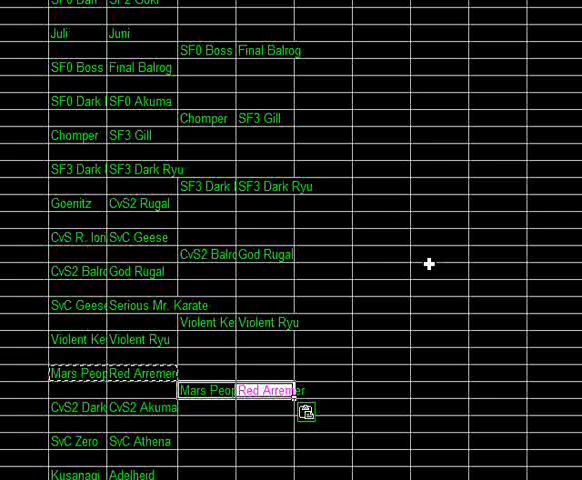 SF2 Goki
Juli Juni
SF0 Boss Final Balrog
SF0 Boss Final Balrog
SF0 Dark SF0 Akuma
Chomper SF3 Gill
Chomper SF3 Gill
SF3 Dark SF3 Dark Ryu
SF3 Dark SF3 Dark Ryu
Goenitz CvS2 Rugal
CvS R. Iori SvC Geese
CvS2 Balro God Rugal
CvS2 Balro God Rugal
SvC Geese Serious Mr. Karate
Violent Ke Violent Ryu
Violent Ke Violent Ryu
Mars Peop Red Arremer
Mars Peop Red Arremer
CvS2 Dark CvS2 Akuma
SvC Zero SvC Athena
Kusanagi Adelheid